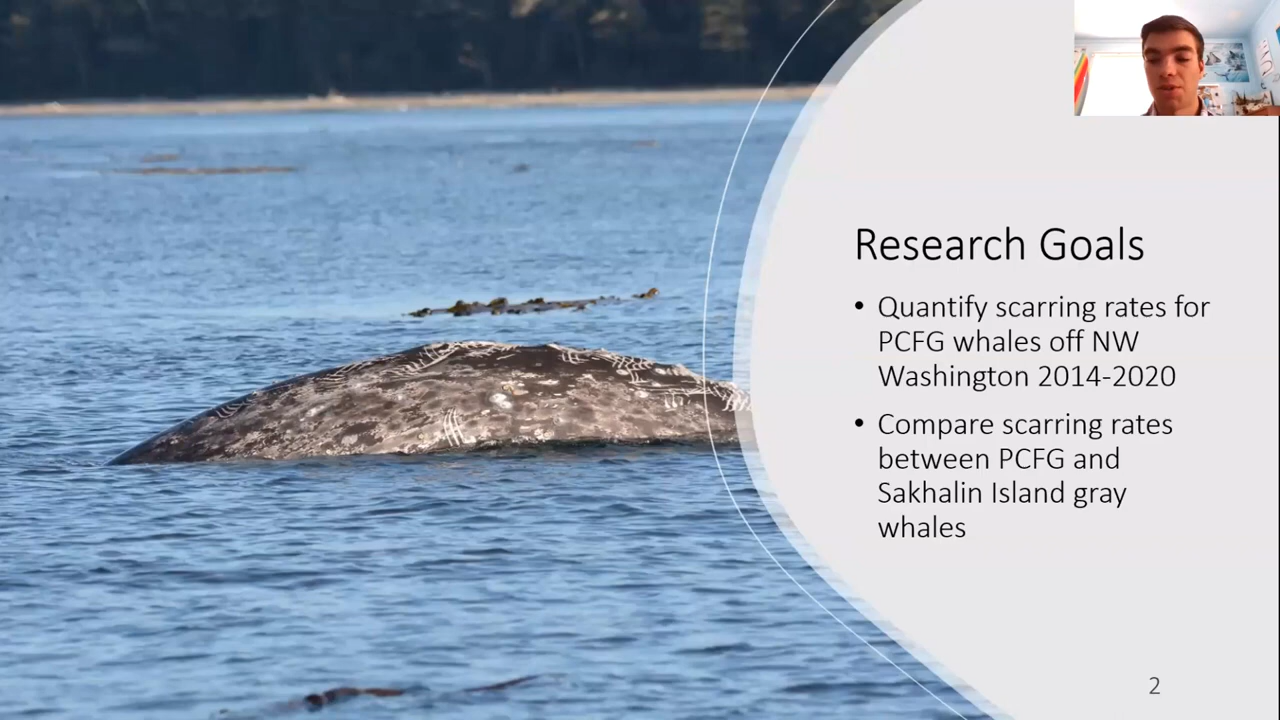 Research Goals
• Quantify scarring rates for
PCFG whales off NW
Washington 2014-2020
• Compare scarring rates
between PCFG and
Sakhalin Island gray
whales
2